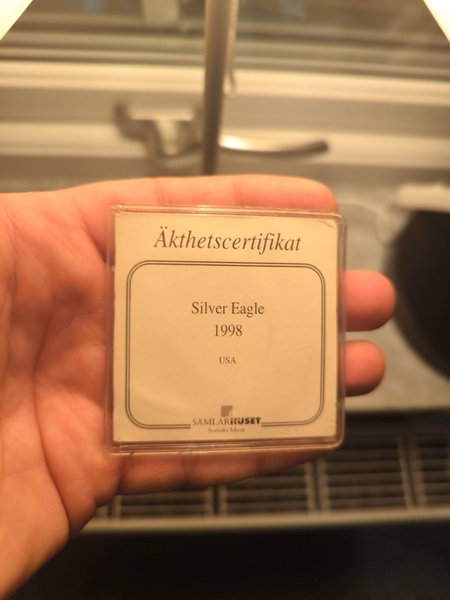 Äkthetscertifikat
Silver Eagle
1998
USA
SAMLARHUSET